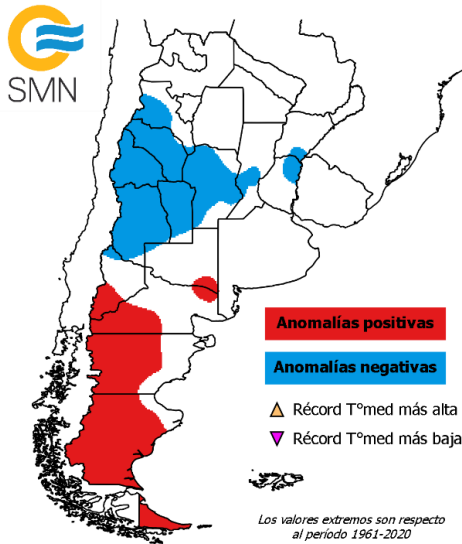 SMN
Anomalías positivas
Anomalías negativas
Récord T°med más alta
Récord T°med más baja
Los valores extremos son respecto
al período 1961-2020